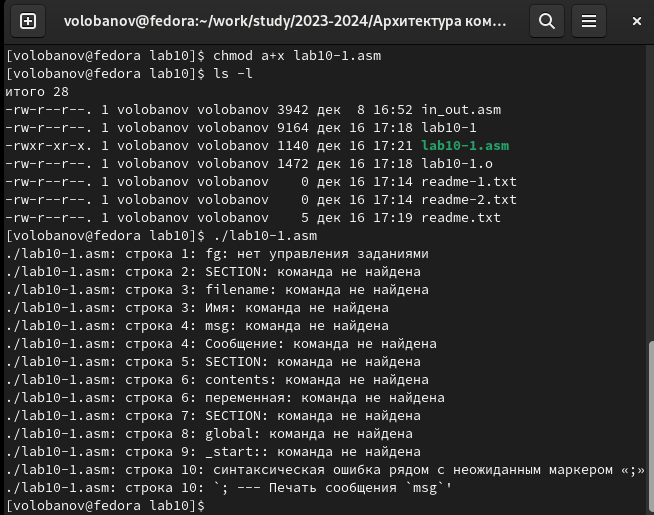 volobanov@fedora:~/work/study/2023-2024/Архитектура ком…
[volobanov@fedora lab10]$ chmod a+x lab10-1.asm
[volobanov@fedora lab10]$ ls -l
итого 28
-rw-r--r--. 1 volobanov volobanov 3942 дек  8 16:52 in_out.asm
-rw-r--r--. 1 volobanov volobanov 9164 дек 16 17:18 lab10-1
-rwxr-xr-x. 1 volobanov volobanov 1140 дек 16 17:21 lab10-1.asm
-rw-r--r--. 1 volobanov volobanov 1472 дек 16 17:18 lab10-1.o
-rw-r--r--. 1 volobanov volobanov    0 дек 16 17:14 readme-1.txt
-rw-r--r--. 1 volobanov volobanov    0 дек 16 17:14 readme-2.txt
-rw-r--r--. 1 volobanov volobanov    5 дек 16 17:19 readme.txt
[volobanov@fedora lab10]$ ./lab10-1.asm
./lab10-1.asm: строка 1: fg: нет управления заданиями
./lab10-1.asm: строка 2: SECTION: команда не найдена
./lab10-1.asm: строка 3: filename: команда не найдена
./lab10-1.asm: строка 3: Имя: команда не найдена
./lab10-1.asm: строка 4: msg: команда не найдена
./lab10-1.asm: строка 4: Сообщение: команда не найдена
./lab10-1.asm: строка 5: SECTION: команда не найдена
./lab10-1.asm: строка 6: contents: команда не найдена
./lab10-1.asm: строка 6: переменная: команда не найдена
./lab10-1.asm: строка 7: SECTION: команда не найдена
./lab10-1.asm: строка 8: global: команда не найдена
./lab10-1.asm: строка 9: _start:: команда не найдена
./lab10-1.asm: строка 10: синтаксическая ошибка рядом с неожиданным маркером «;»
./lab10-1.asm: строка 10: `; --- Печать сообщения `msg`'
[volobanov@fedora lab10]$